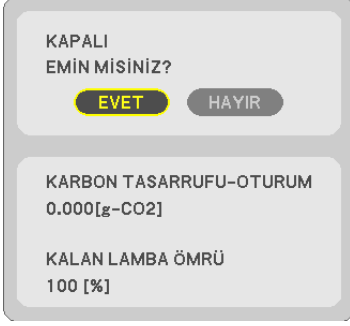 KAPALI
EMİN MİSİNİZ?
EVET HAYIR
KARBON TASARRUFU-OTURUM
0.000[g-CO2]
KALAN LAMBA ÖMRÜ
100 [%]